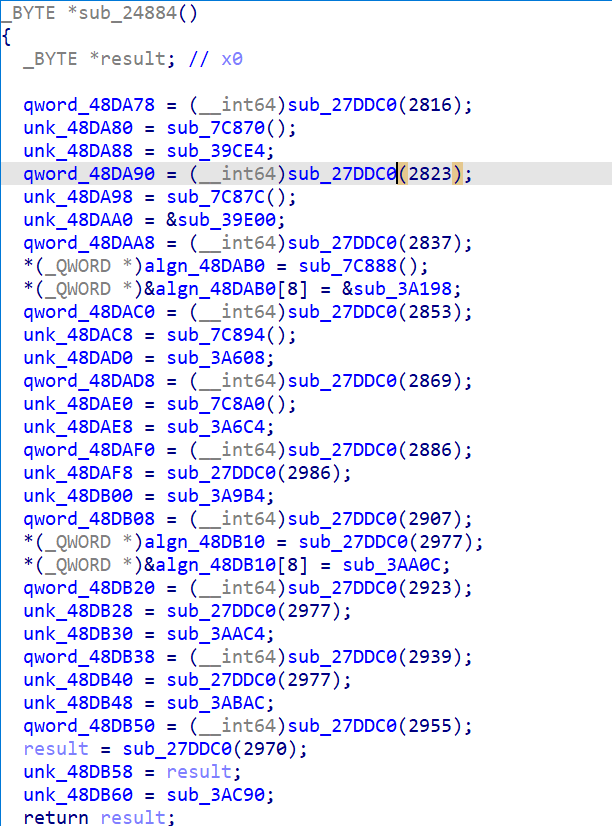 _BYTE *sub_24884()
{
  _BYTE *result; // x0

  qword_48DA78 = (__int64)sub_27DDC0(2816);
  unk_48DA80 = sub_7C870();
  unk_48DA88 = sub_39CE4;
  qword_48DA90 = (__int64)sub_27DDC0(2823);
  unk_48DA98 = sub_7C87C();
  unk_48DAA0 = &sub_39E00;
  qword_48DAA8 = (__int64)sub_27DDC0(2837);
  *(_QWORD *)algn_48DAB0 = sub_7C888();
  *(_QWORD *)&algn_48DAB0[8] = &sub_3A198;
  qword_48DAC0 = (__int64)sub_27DDC0(2853);
  unk_48DAC8 = sub_7C894();
  unk_48DAD0 = sub_3A608;
  qword_48DAD8 = (__int64)sub_27DDC0(2869);
  unk_48DAE0 = sub_7C8A0();
  unk_48DAE8 = sub_3A6C4;
  qword_48DAF0 = (__int64)sub_27DDC0(2886);
  unk_48DAF8 = sub_27DDC0(2986);
  unk_48DB00 = sub_3A9B4;
  qword_48DB08 = (__int64)sub_27DDC0(2907);
  *(_QWORD *)algn_48DB10 = sub_27DDC0(2977);
  *(_QWORD *)&algn_48DB10[8] = sub_3AA0C;
  qword_48DB20 = (__int64)sub_27DDC0(2923);
  unk_48DB28 = sub_27DDC0(2977);
  unk_48DB30 = sub_3AAC4;
  qword_48DB38 = (__int64)sub_27DDC0(2939);
  unk_48DB40 = sub_27DDC0(2977);
  unk_48DB48 = sub_3ABAC;
  qword_48DB50 = (__int64)sub_27DDC0(2955);
  result = sub_27DDC0(2970);
  unk_48DB58 = result;
  unk_48DB60 = sub_3AC90;
  return result;